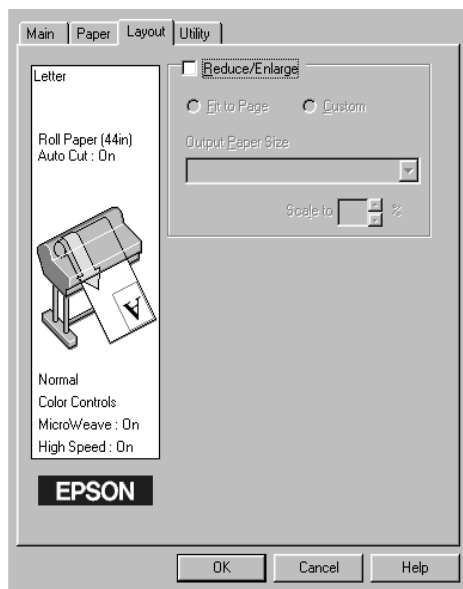 Main Paper Layout Utility
Letter
Roll Paper (44in)
Auto Cut : On
A
Normal
Color Controls
MicroWeave : On
High Speed : On
EPSON
Reduce/Enlarge
Fit to Page Custom
Output Paper Size
Scale to %
OK Cancel Help